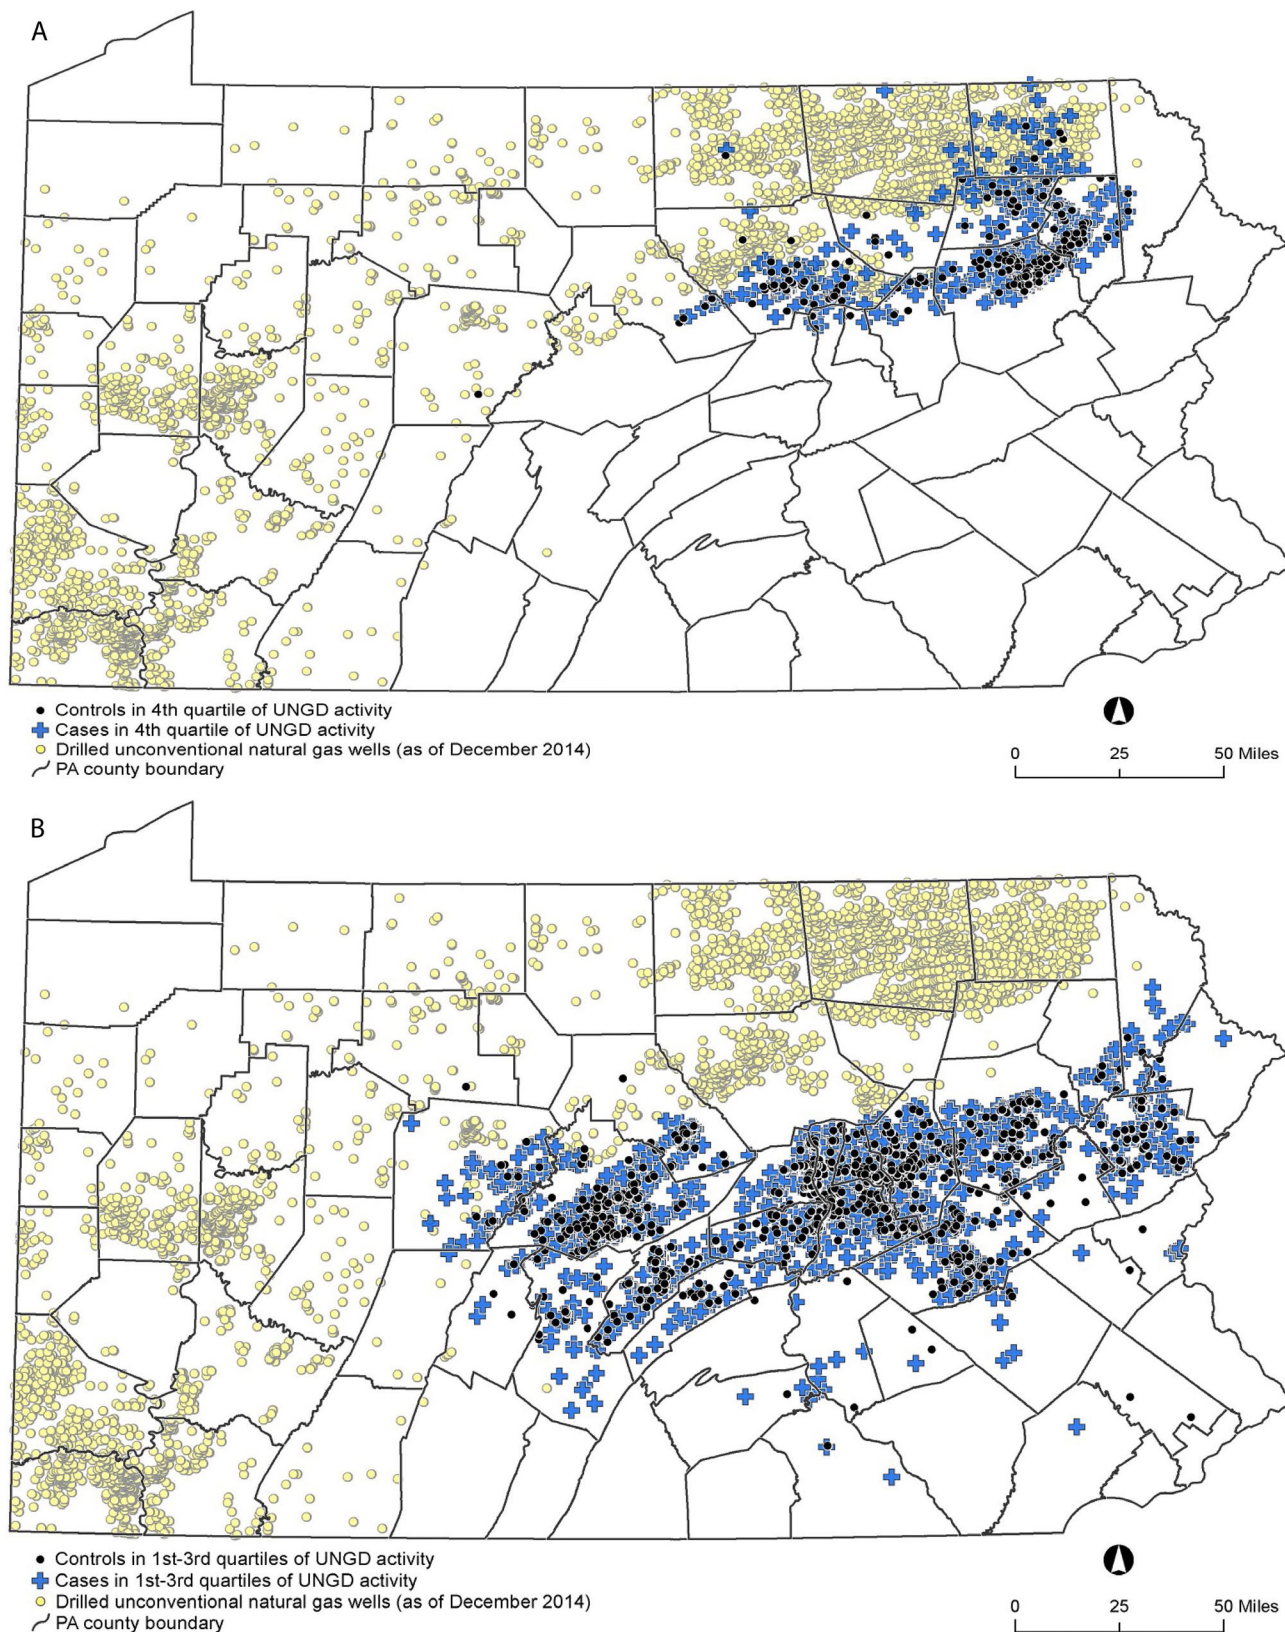 A
Controls in 4th quartile of UNGD activity
Cases in 4th quartile of UNGD activity
Drilled unconventional natural gas wells (as of December 2014)
PA county boundary
0 25 50 Miles
B
Controls in 1st-3rd quartiles of UNGD activity
Cases in 1st-3rd quartiles of UNGD activity
Drilled unconventional natural gas wells (as of December 2014)
PA county boundary
0 25 50 Miles